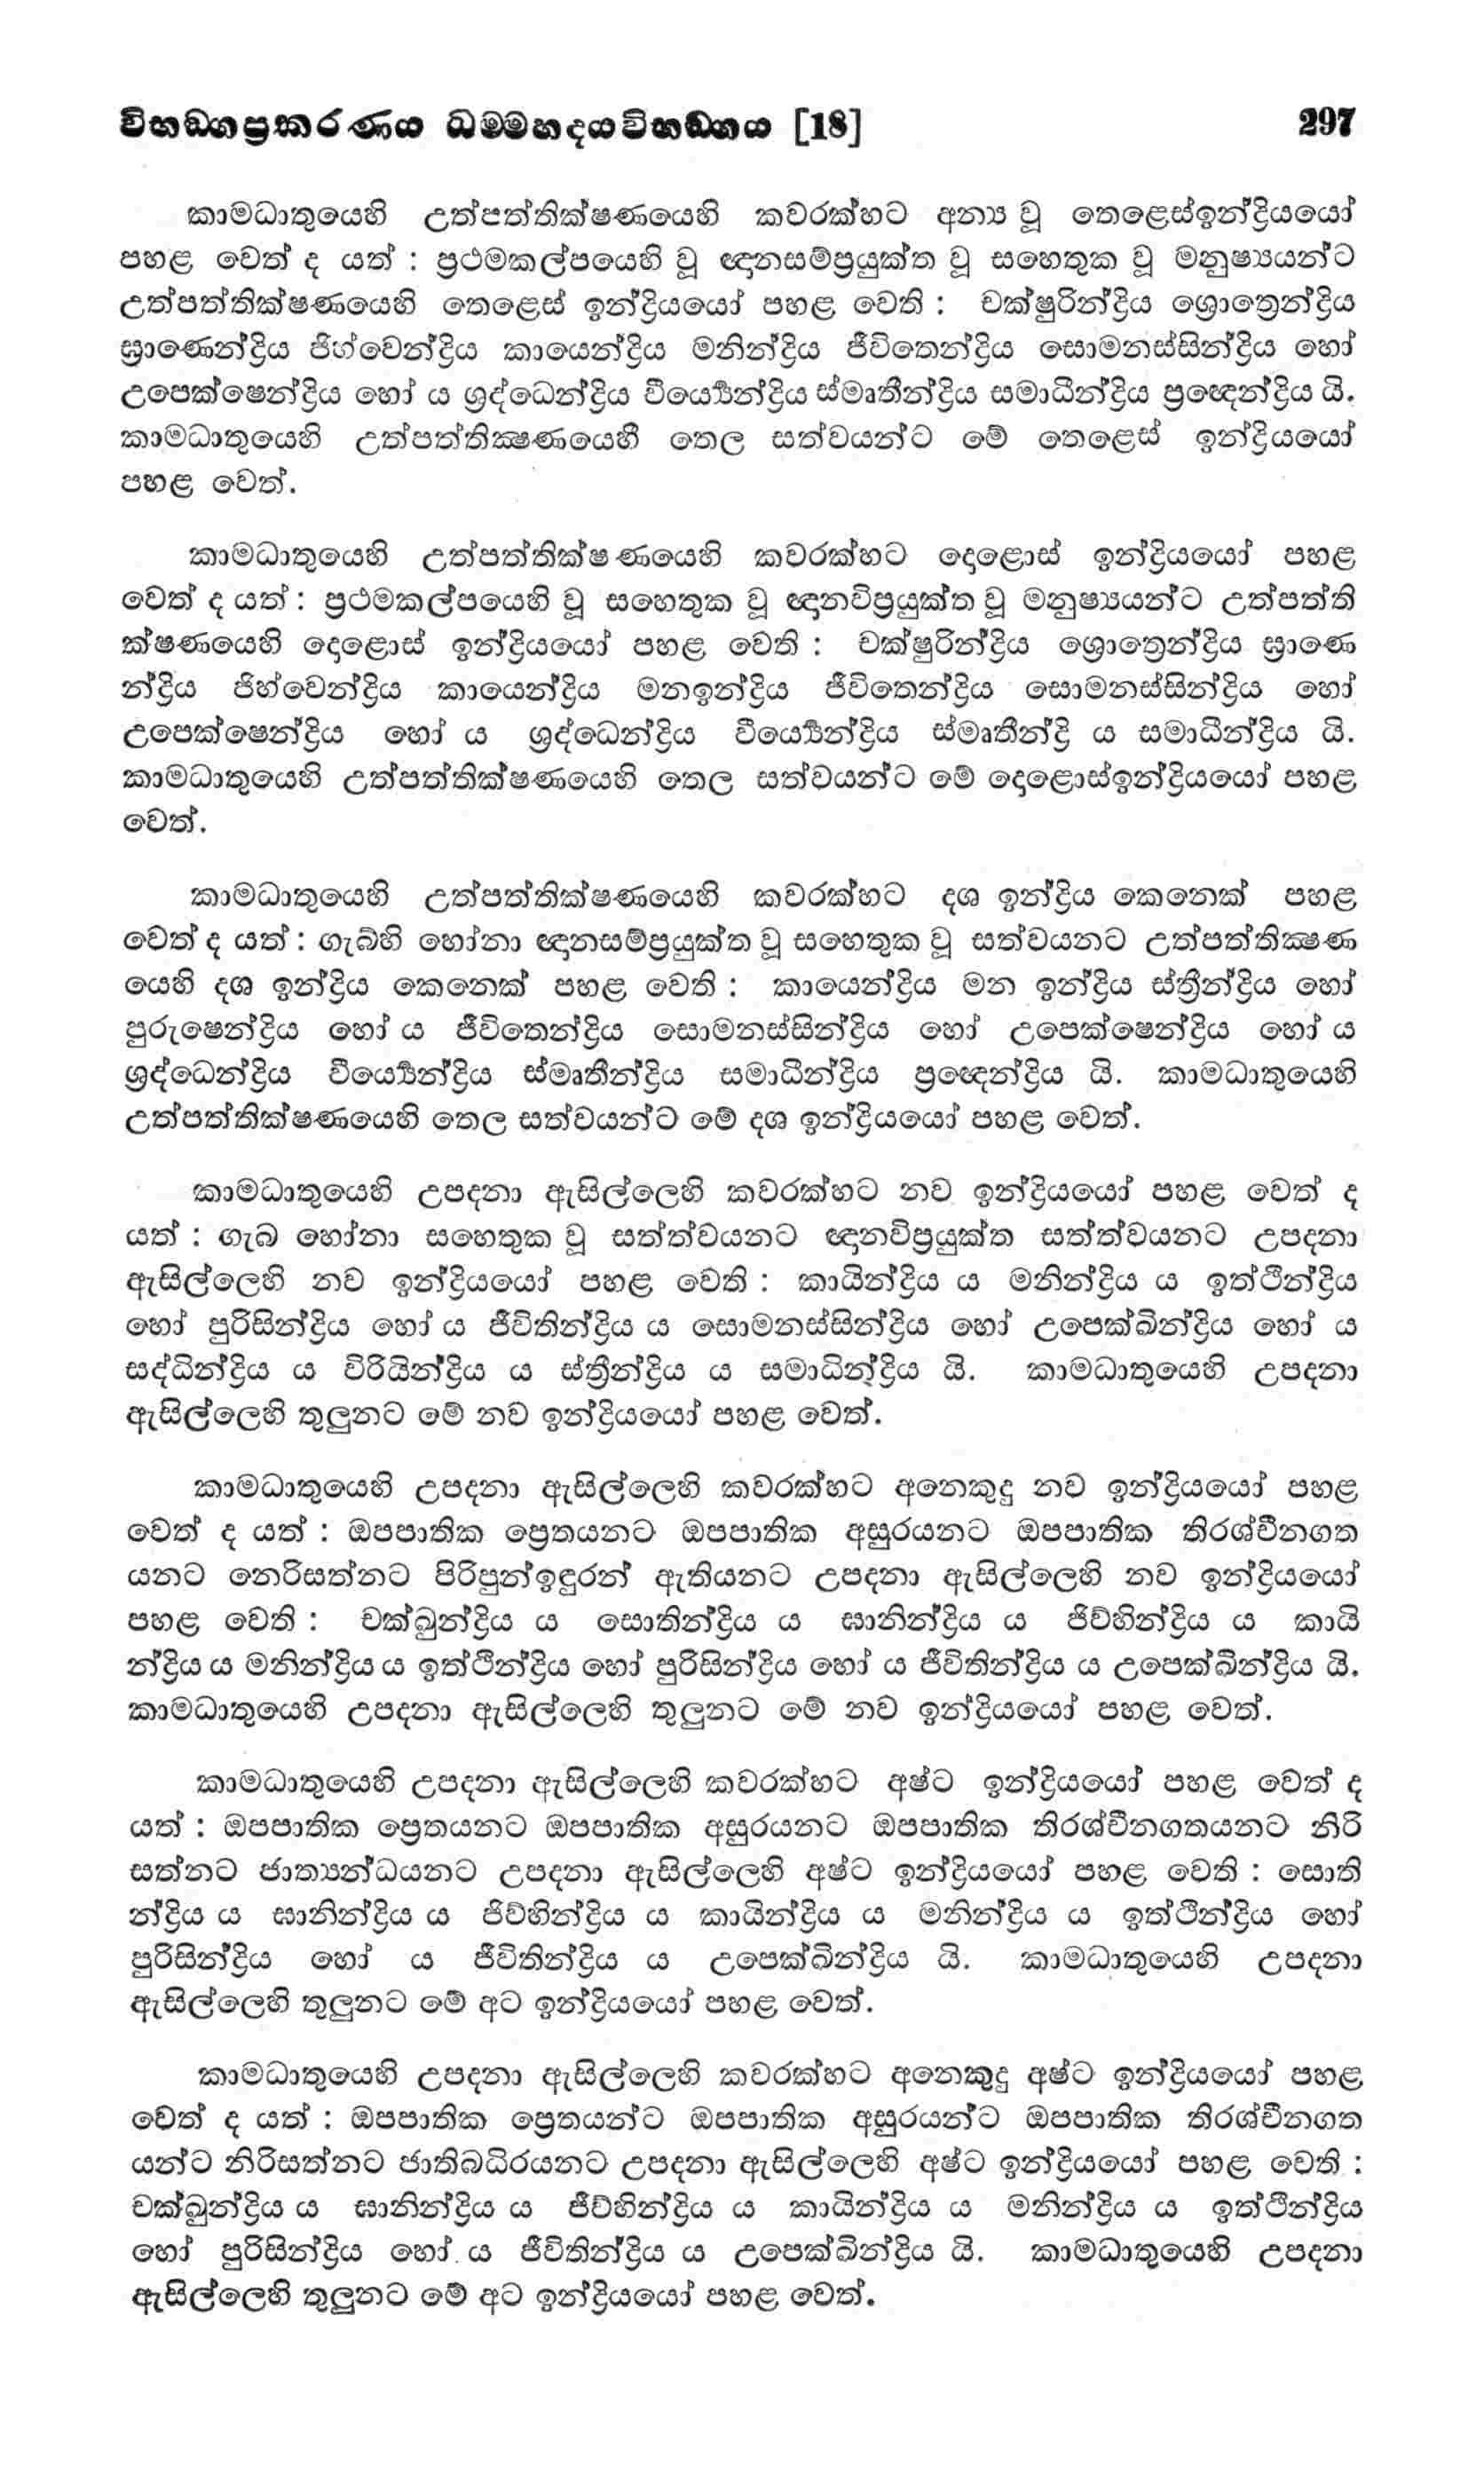 විභඞ්ගප්‍රකරණය ධම්මහදයවිභඞ්ගය [18] 297
කාමධාතුයෙහි උත්පත්තික්ෂණයෙහි කවරක්හට අන්‍ය වූ තෙළෙස්ඉන්ද්‍රියයෝ
පහළ වෙත් ද යත් : ප්‍රථමකල්පයෙහි වූ ඥානසම්ප්‍රයුක්ත වූ සහෙතුක වූ මනුෂ්‍යයන්ට
උත්පත්තික්ෂණයෙහි තෙළෙස් ඉන්ද්‍රියයෝ පහළ වෙති : චක්ෂුරින්ද්‍රිය ශ්‍රොත්‍රෙන්ද්‍රිය
ඝ්‍රාණෙන්ද්‍රිය ජිහ්වෙන්ද්‍රිය කායෙන්ද්‍රිය මනින්ද්‍රිය ජීවිතෙන්ද්‍රිය සොමනස්සින්ද්‍රිය හෝ
උපෙක්ෂෙන්ද්‍රිය හෝ ය ශ්‍රද්ධෙන්ද්‍රිය වීර්‍ය්‍යෙන්ද්‍රිය ස්මෘතීන්ද්‍රිය සමාධීන්ද්‍රිය ප්‍රඥෙන්ද්‍රිය යි.
කාමධාතුයෙහි උත්පත්තික්‍ෂණයෙහී තෙල සත්වයන්ට මේ තෙළෙස් ඉන්ද්‍රියයෝ
පහළ වෙත්.
කාමධාතුයෙහි උත්පත්තික්ෂණයෙහි කවරක්හට දෙළොස් ඉන්ද්‍රියයෝ පහළ
වෙත් ද යත් : ප්‍රථමකල්පයෙහි වූ සහෙතුක වූ ඥානවිප්‍රයුක්ත වූ මනුෂ්‍යයන්ට උත්පත්ති
ක්ෂණයෙහි දෙළොස් ඉන්ද්‍රියයෝ පහළ වෙති : චක්ෂුරින්ද්‍රිය ශ්‍රොත්‍රෙන්ද්‍රිය ඝ්‍රාණෙ
න්ද්‍රිය ජිහ්වෙන්ද්‍රිය කායෙන්ද්‍රිය මනඉන්ද්‍රිය ජීවිතෙන්ද්‍රිය සොමනස්සින්ද්‍රිය හෝ
උපෙක්ෂෙන්ද්‍රිය හෝ ය ශ්‍රද්ධෙන්ද්‍රිය වීර්‍ය්‍යෙන්ද්‍රිය ස්මෘතීන්ද්‍රි ය සමාධීන්ද්‍රිය යි.
කාමධාතුයෙහි උත්පත්තික්ෂණයෙහි තෙල සත්වයන්ට මේ දෙළොස්ඉන්ද්‍රියයෝ පහළ
වෙත්.
කාමධාතුයෙහි උත්පත්තික්ෂණයෙහි කවරක්හට දශ ඉන්ද්‍රිය කෙනෙක් පහළ
වෙත් ද යත් : ගැබ්හි හෝනා ඥානසම්ප්‍රයුක්ත වූ සහෙතුක වූ සත්වයනට උත්පත්තික්‍ෂණ
යෙහි දශ ඉන්ද්‍රිය කෙනෙක් පහළ වෙති : කායෙන්ද්‍රිය මන ඉන්ද්‍රිය ස්ත්‍රීන්ද්‍රිය හෝ
පුරුෂෙන්ද්‍රිය හෝ ය ජීවිතෙන්ද්‍රිය සොමනස්සින්ද්‍රිය හෝ උපෙක්ෂෙන්ද්‍රිය හෝ ය
ශ්‍රද්ධෙන්ද්‍රිය වීර්‍ය්‍යෙන්ද්‍රිය ස්මෘතීන්ද්‍රිය සමාධීන්ද්‍රිය ප්‍රඥෙන්ද්‍රිය යි. කාමධාතුයෙහි
උත්පත්තික්ෂණයෙහි තෙල සත්වයන්ට මේ දශ ඉන්ද්‍රියයෝ පහළ වෙත්.
කාමධාතුයෙහි උපදනා ඇසිල්ලෙහි කවරක්හට නව ඉන්ද්‍රියයෝ පහළ වෙත් ද
යත් : ගැබ හෝනා සහෙතුක වූ සත්ත්වයනට ඥානවිප්‍රයුක්ත සත්ත්වයනට උපදනා
ඇසිල්ලෙහි නව ඉන්ද්‍රියයෝ පහළ වෙති : කායින්ද්‍රිය ය මනින්ද්‍රිය ය ඉත්ථින්ද්‍රිය
හෝ පුරිසින්ද්‍රිය හෝ ය ජීවිතින්ද්‍රිය ය සොමනස්සින්ද්‍රිය හෝ උපෙක්ඛින්ද්‍රිය හෝ ය
සද්ධින්ද්‍රිය ය විරියින්ද්‍රිය ය ස්ත්‍රීන්ද්‍රිය ය සමාධින්ද්‍රිය යි. කාමධාතුයෙහි උපදනා
ඇසිල්ලෙහි තුලුනට මේ නව ඉන්ද්‍රියයෝ පහළ වෙත්.
කාමධාතුයෙහි උපදනා ඇසිල්ලෙහි කවරක්හට අනෙකුදු නව ඉන්ද්‍රියයෝ පහළ
වෙත් ද යත් : ඔපපාතික ප්‍රෙතයනට ඔපපාතික අසුරයනට ඔපපාතික තිරශ්චීනගත
යනට නෙරිසත්නට පිරිපුන්ඉඳුරන් ඇතියනට උපදනා ඇසිල්ලෙහි නව ඉන්ද්‍රියයෝ
පහළ වෙති : චක්ඛුන්ද්‍රිය ය සොතින්ද්‍රිය ය ඝානින්ද්‍රිය ය ජිව්හින්ද්‍රිය ය කායි
න්ද්‍රිය ය මනින්ද්‍රිය ය ඉත්ථින්ද්‍රිය හෝ පුරිසින්ද්‍රිය හෝ ය ජීවිතින්ද්‍රිය ය උපෙක්ඛින්ද්‍රිය යි.
කාමධාතුයෙහි උපදනා ඇසිල්ලෙහි තුලුනට මේ නව ඉන්ද්‍රියයෝ පහළ වෙත්.
කාමධාතුයෙහි උපදනා ඇසිල්ලෙහි කවරක්හට අෂ්ට ඉන්ද්‍රියයෝ පහළ වෙත් ද
යත් : ඔපපාතික ප්‍රෙතයනට ඔපපාතික අසුරයනට ඔපපාතික තිරශ්චීනගතයනට නිරි
සත්නට ජාත්‍යන්ධයනට උපදනා ඇසිල්ලෙහි අෂ්ට ඉන්ද්‍රියයෝ පහළ වෙති : සොති
න්ද්‍රිය ය ඝානින්ද්‍රිය ය ජිව්හින්ද්‍රිය ය කායින්ද්‍රිය ය මනින්ද්‍රිය ය ඉත්ථින්ද්‍රිය හෝ
පුරිසින්ද්‍රිය හෝ ය ජීවිතින්ද්‍රිය ය උපෙක්ඛින්ද්‍රිය යි. කාමධාතුයෙහි උපදනා
ඇසිල්ලෙහි තුලුනට මේ අට ඉන්ද්‍රියයෝ පහළ වෙත්.
කාමධාතුයෙහි උපදනා ඇසිල්ලෙහි කවරක්හට අනෙකුදු අෂ්ට ඉන්ද්‍රියයෝ පහළ
වෙත් ද යත් : ඔපපාතික ප්‍රෙතයන්ට ඔපපාතික අසුරයන්ට ඔපපාතික තිරශ්චීනගත
යන්ට නිරිසත්නට ජාතිබධිරයනට උපදනා ඇසිල්ලෙහි අෂ්ට ඉන්ද්‍රියයෝ පහළ වෙති :
චක්ඛුන්ද්‍රිය ය ඝානින්ද්‍රිය ය ජීව්හින්ද්‍රිය ය කායින්ද්‍රිය ය මනින්ද්‍රිය ය ඉත්ථින්ද්‍රිය
හෝ පුරිසින්ද්‍රිය හෝ ය ජීවිතින්ද්‍රිය ය උපෙක්ඛින්ද්‍රිය යි. කාමධාතුයෙහි උපදනා
ඇසිල්ලෙහි තුලුනට මේ අට ඉන්ද්‍රියයෝ පහළ වෙත්.